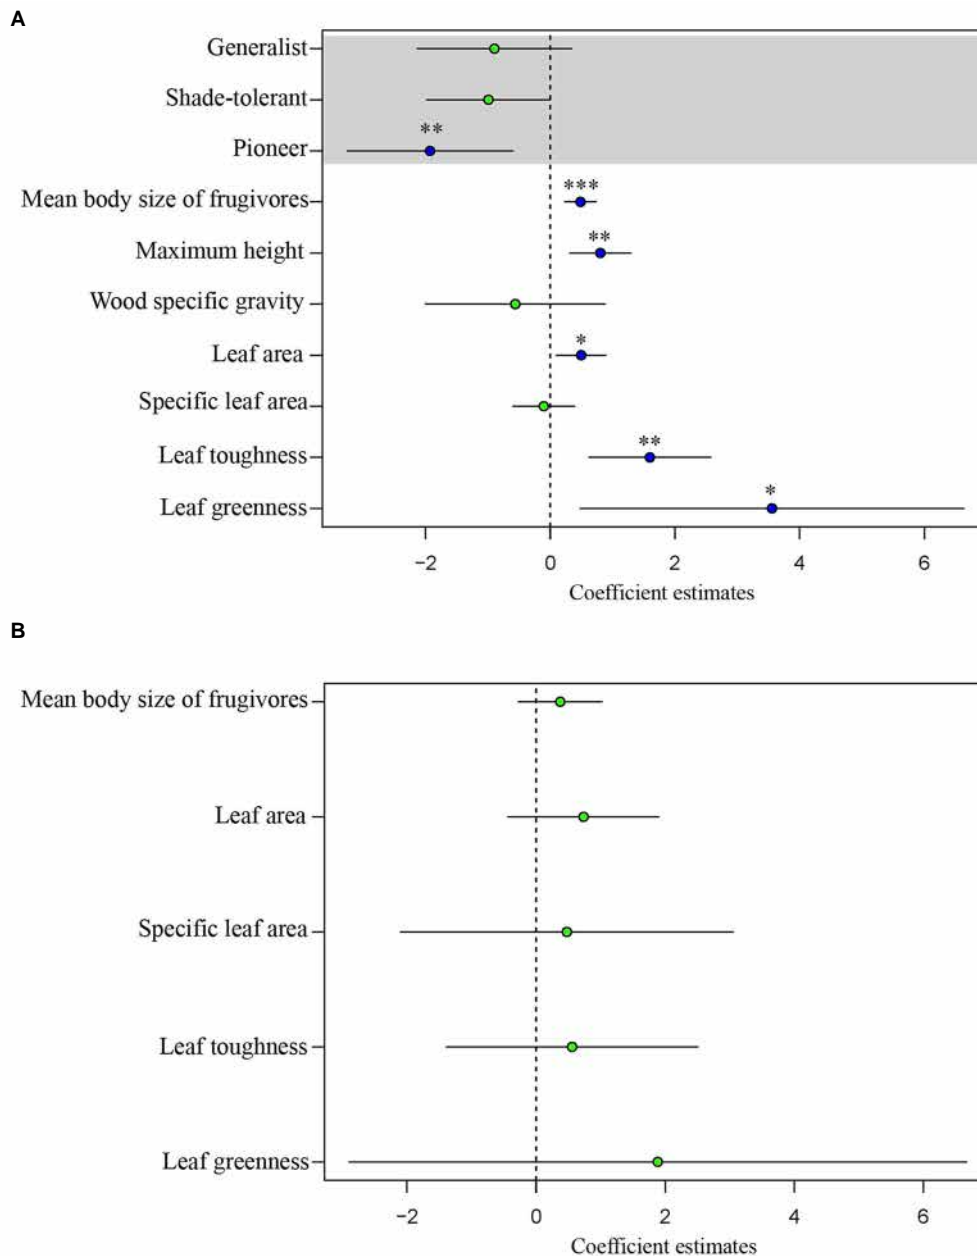 A
Generalist
Shade-tolerant
**
Pioneer
***
Mean body size of frugivores
**
Maximum height
Wood specific gravity
*
Leaf area
Specific leaf area
**
Leaf toughness
*
Leaf greenness
−2 0 2 4 6
Coefficient estimates
B
Mean body size of frugivores
Leaf area
Specific leaf area
Leaf toughness
Leaf greenness
−2 0 2 4 6
Coefficient estimates